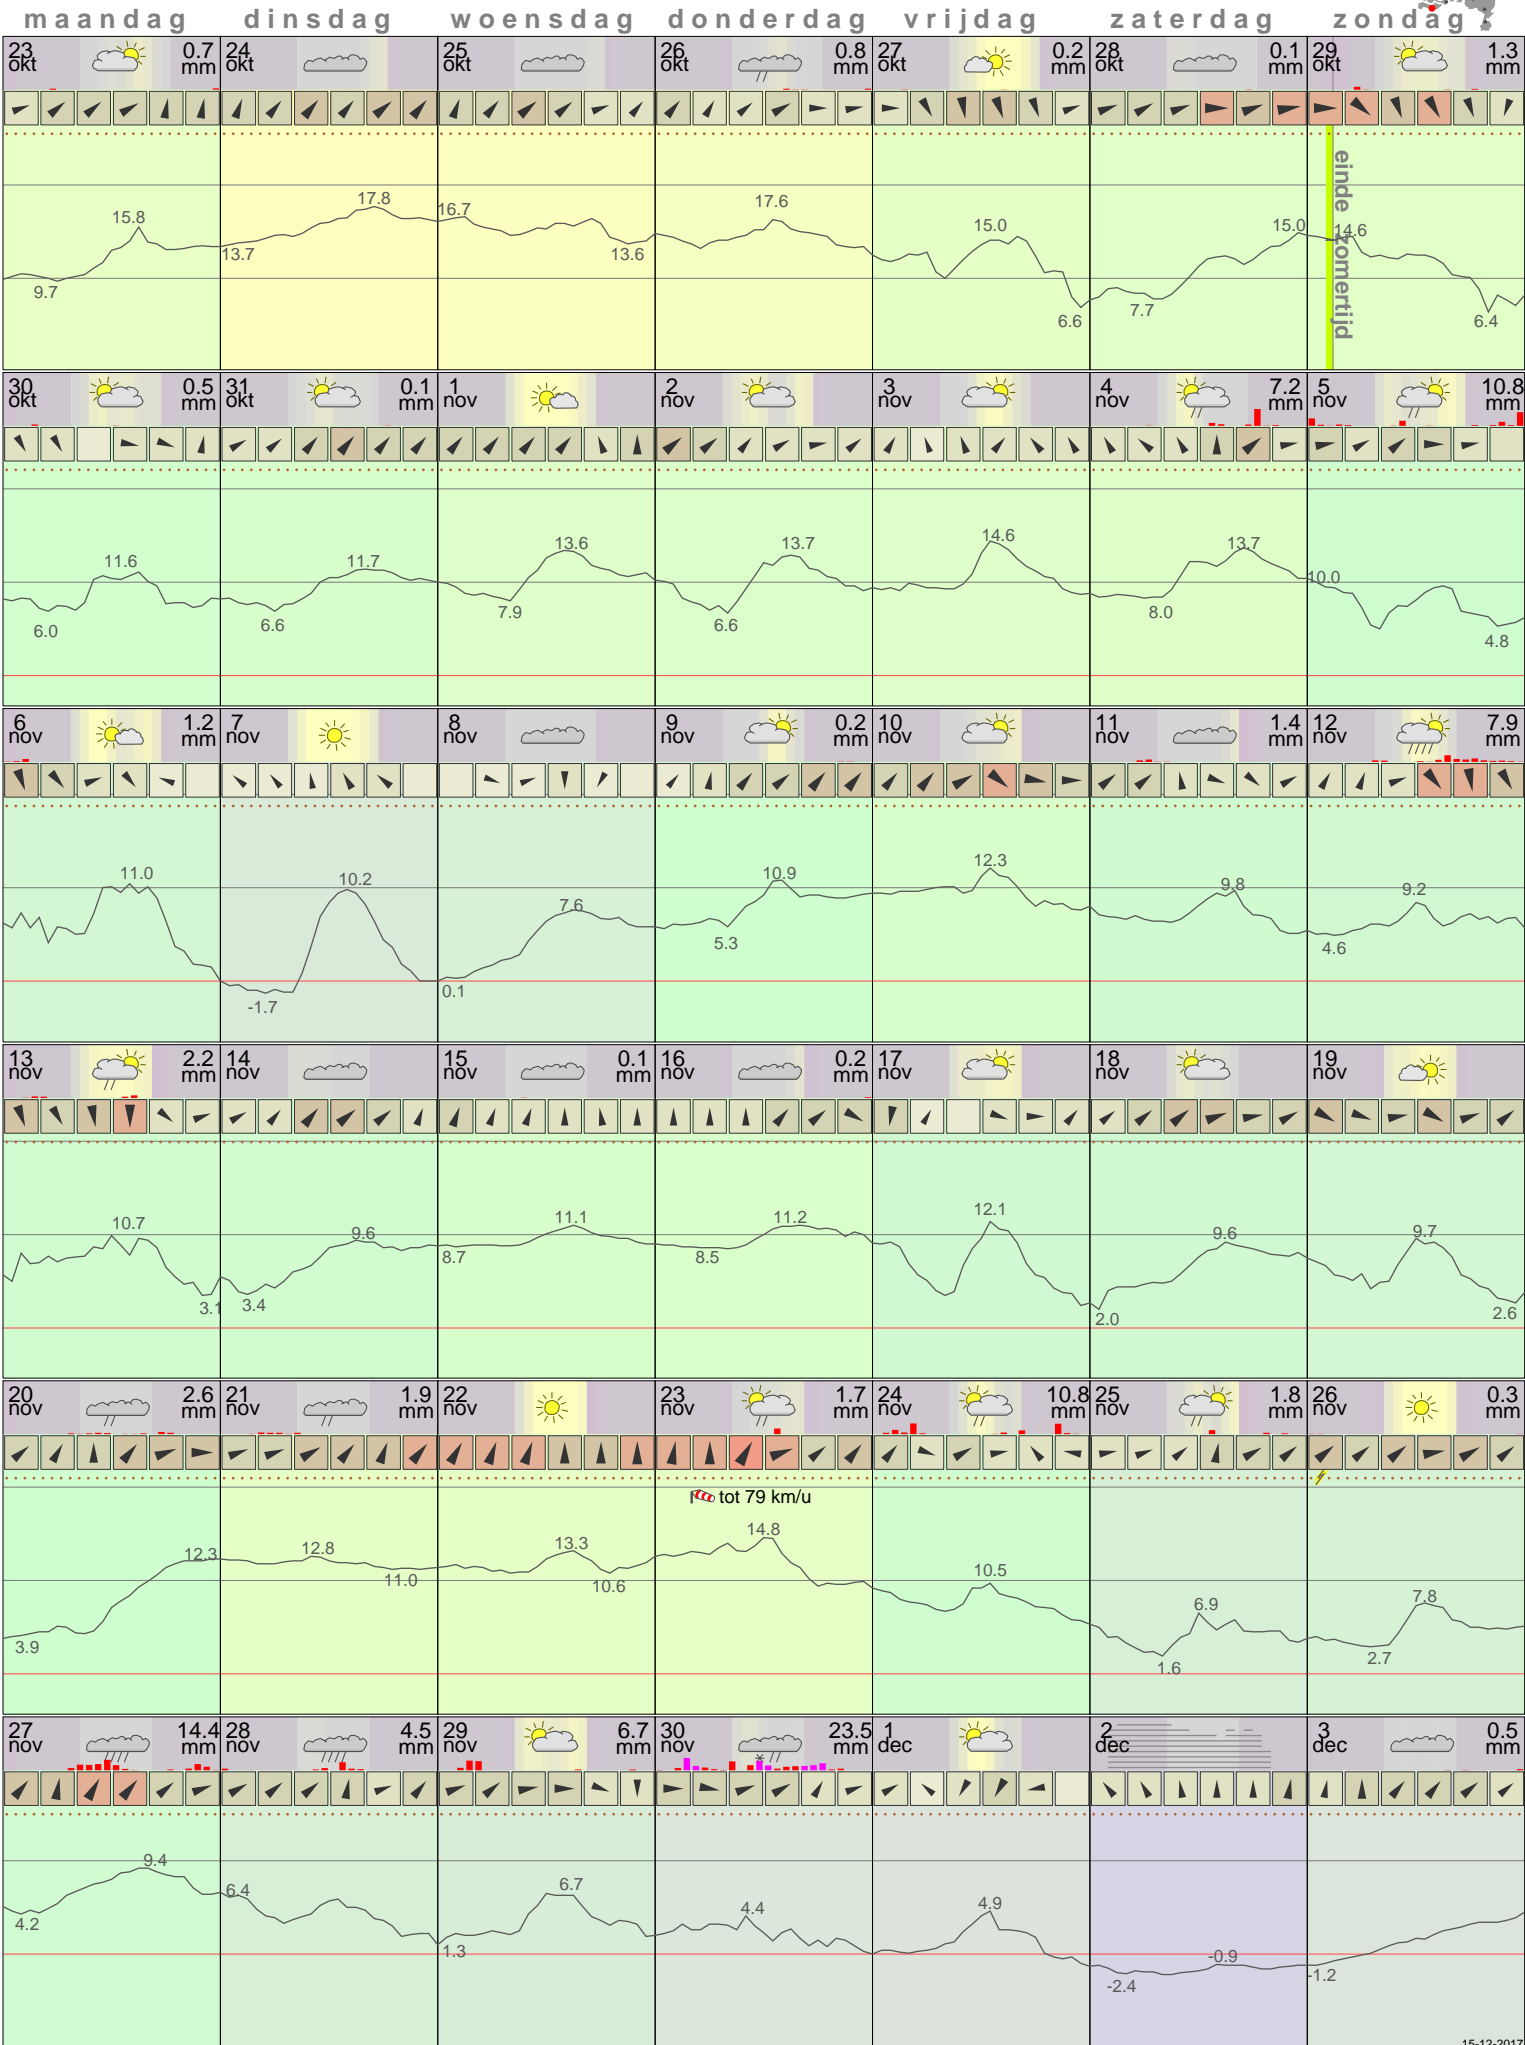 maandag dinsdag woensdag donderdag vrijdag zaterdag zondag
23 okt 0.7 mm 24 okt 25 okt 26 okt 0.8 mm 27 okt 0.2 mm 28 okt 0.1 mm 29 okt 1.3 mm
einde zomertijd
15.8 9.7 13.7 17.8 16.7 13.6 17.6 15.0 6.6 7.7 15.0 14.6 6.4
30 okt 0.5 mm 31 okt 0.1 mm 1 nov 2 nov 3 nov 4 nov 7.2 mm 5 nov 10.8 mm
11.6 6.0 11.7 6.6 13.6 7.9 13.7 6.6 14.6 13.7 8.0 10.0 4.8
6 nov 1.2 mm 7 nov 8 nov 9 nov 0.2 mm 10 nov 11 nov 1.4 mm 12 nov 7.9 mm
11.0 10.2 -1.7 0.1 7.6 10.9 5.3 12.3 9.8 9.2 4.6
13 nov 2.2 mm 14 nov 15 nov 0.1 mm 16 nov 0.2 mm 17 nov 18 nov 19 nov
10.7 3.1 3.4 9.6 8.7 11.1 8.5 11.2 12.1 2.0 9.6 9.7 2.6
20 nov 2.6 mm 21 nov 1.9 mm 22 nov 23 nov 1.7 mm 24 nov 10.8 mm 25 nov 1.8 mm 26 nov 0.3 mm
tot 79 km/u
3.9 12.3 12.8 11.0 13.3 10.6 14.8 10.5 6.9 1.6 7.8 2.7
27 nov 14.4 mm 28 nov 4.5 mm 29 nov 6.7 mm 30 nov 23.5 mm 1 dec 2 dec 3 dec 0.5 mm
4.2 9.4 6.4 1.3 6.7 4.4 4.9 -2.4 -0.9 -1.2
15-12-2017